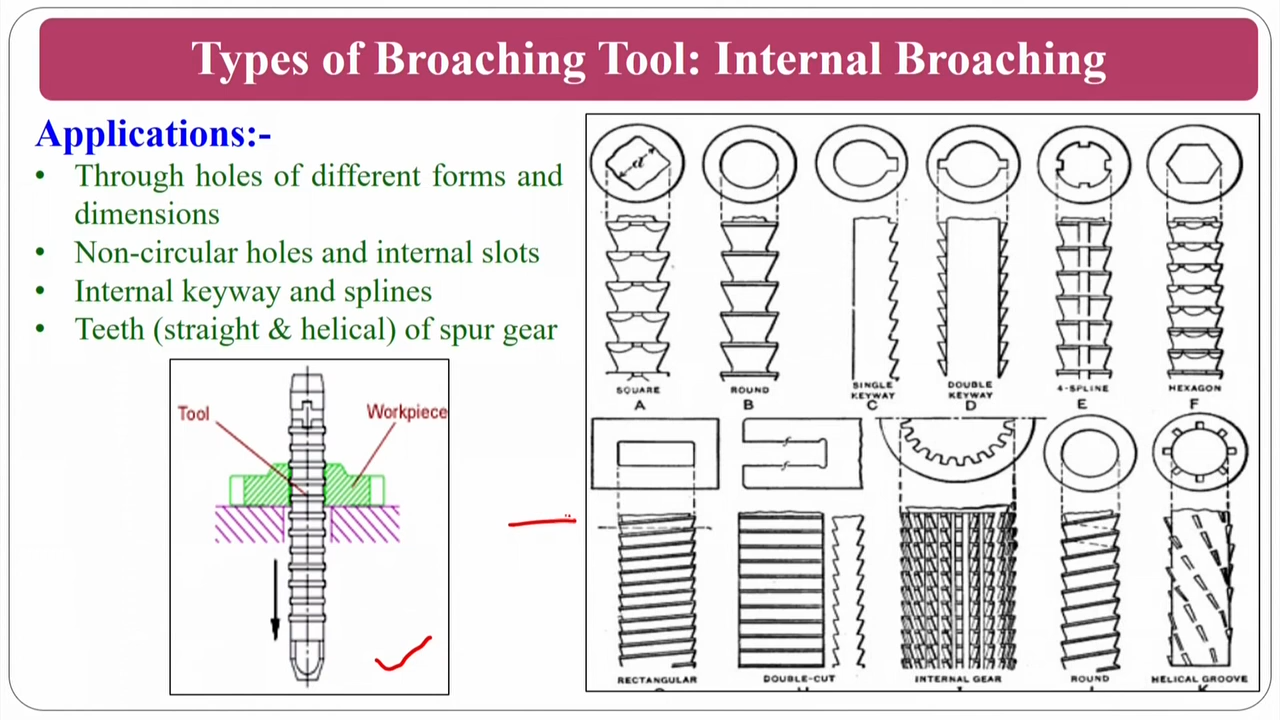 Types of Broaching Tool: Internal Broaching
Applications:-
• Through holes of different forms and
dimensions
• Non-circular holes and internal slots
• Internal keyway and splines
• Teeth (straight & helical) of spur gear
Tool
Workpiece
d
SQUARE
A
ROUND
B
SINGLE
KEYWAY
C
DOUBLE
KEYWAY
D
4-SPLINE
E
HEXAGON
F
RECTANGULAR
DOUBLE-CUT
INTERNAL GEAR
ROUND
HELICAL GROOVE